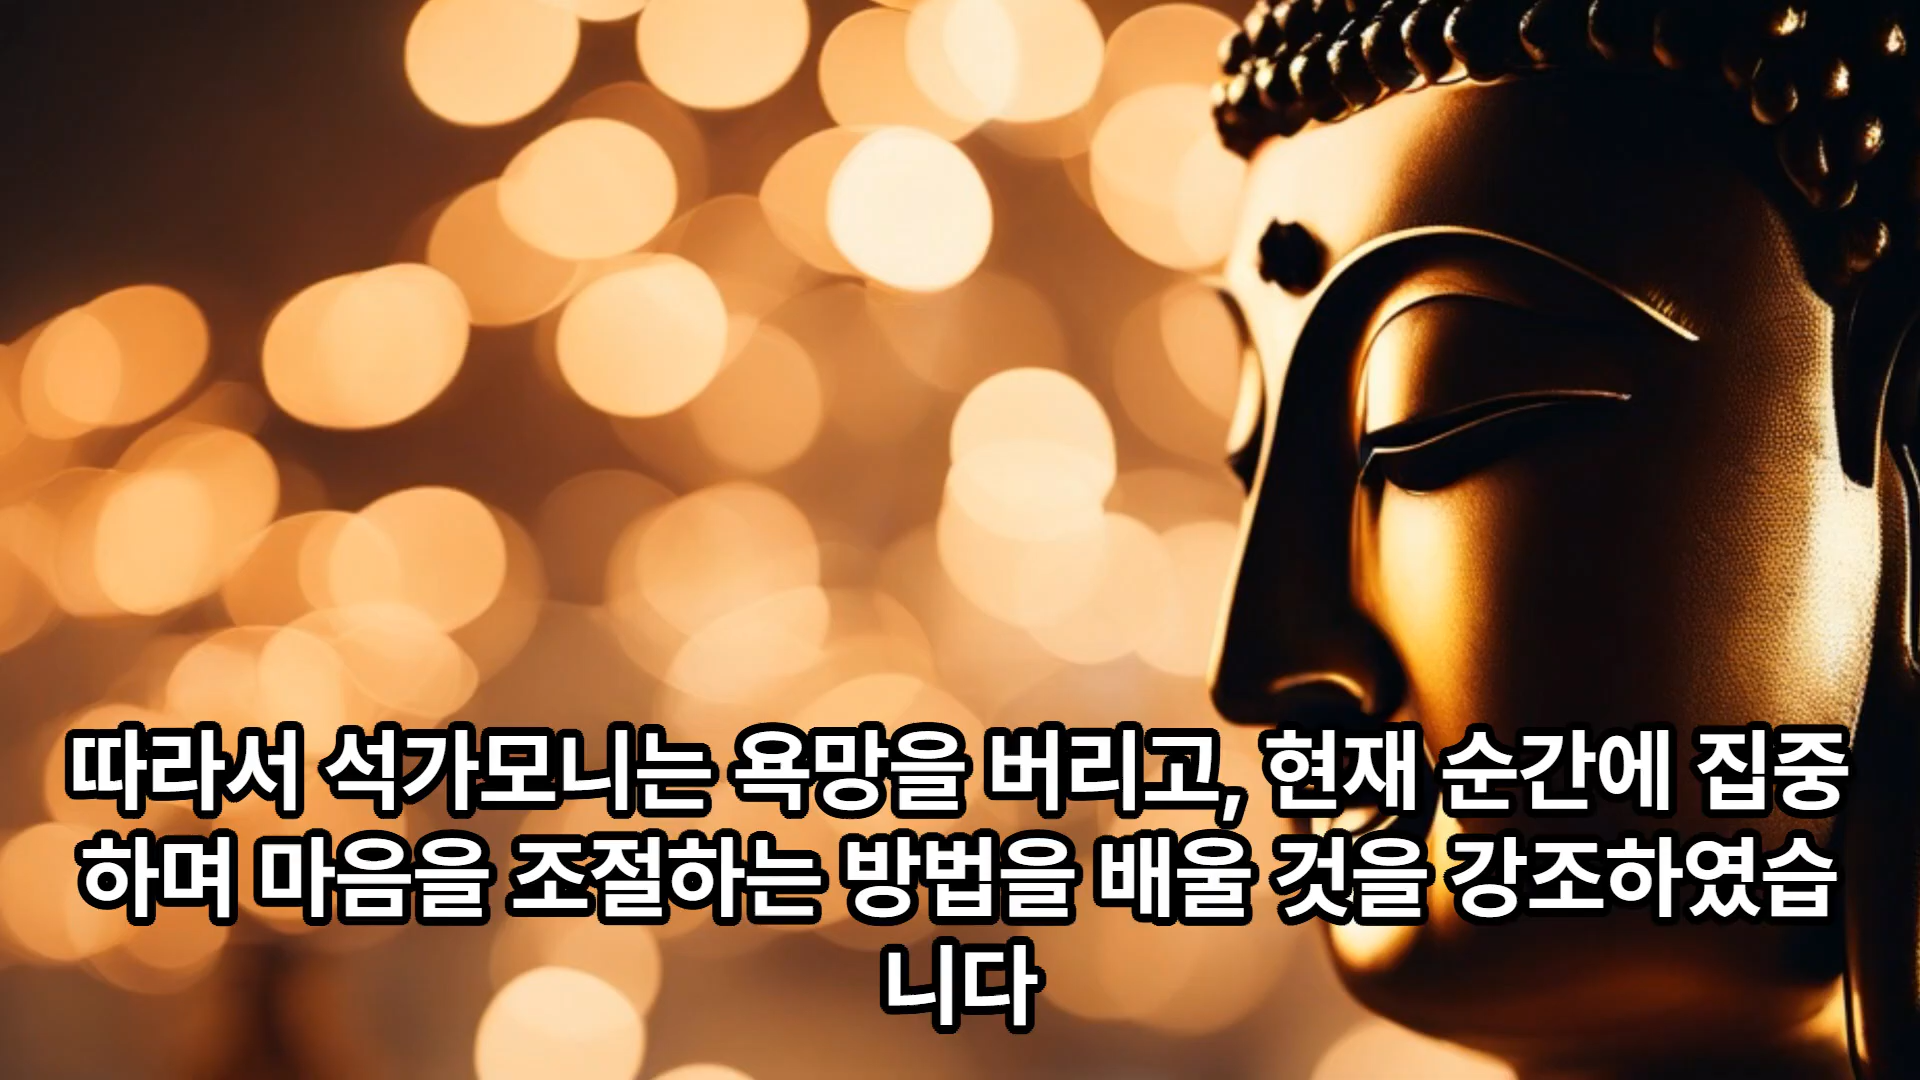 따라서 석가모니는 욕망을 버리고, 현재 순간에 집중
하며 마음을 조절하는 방법을 배울 것을 강조하였습
니다